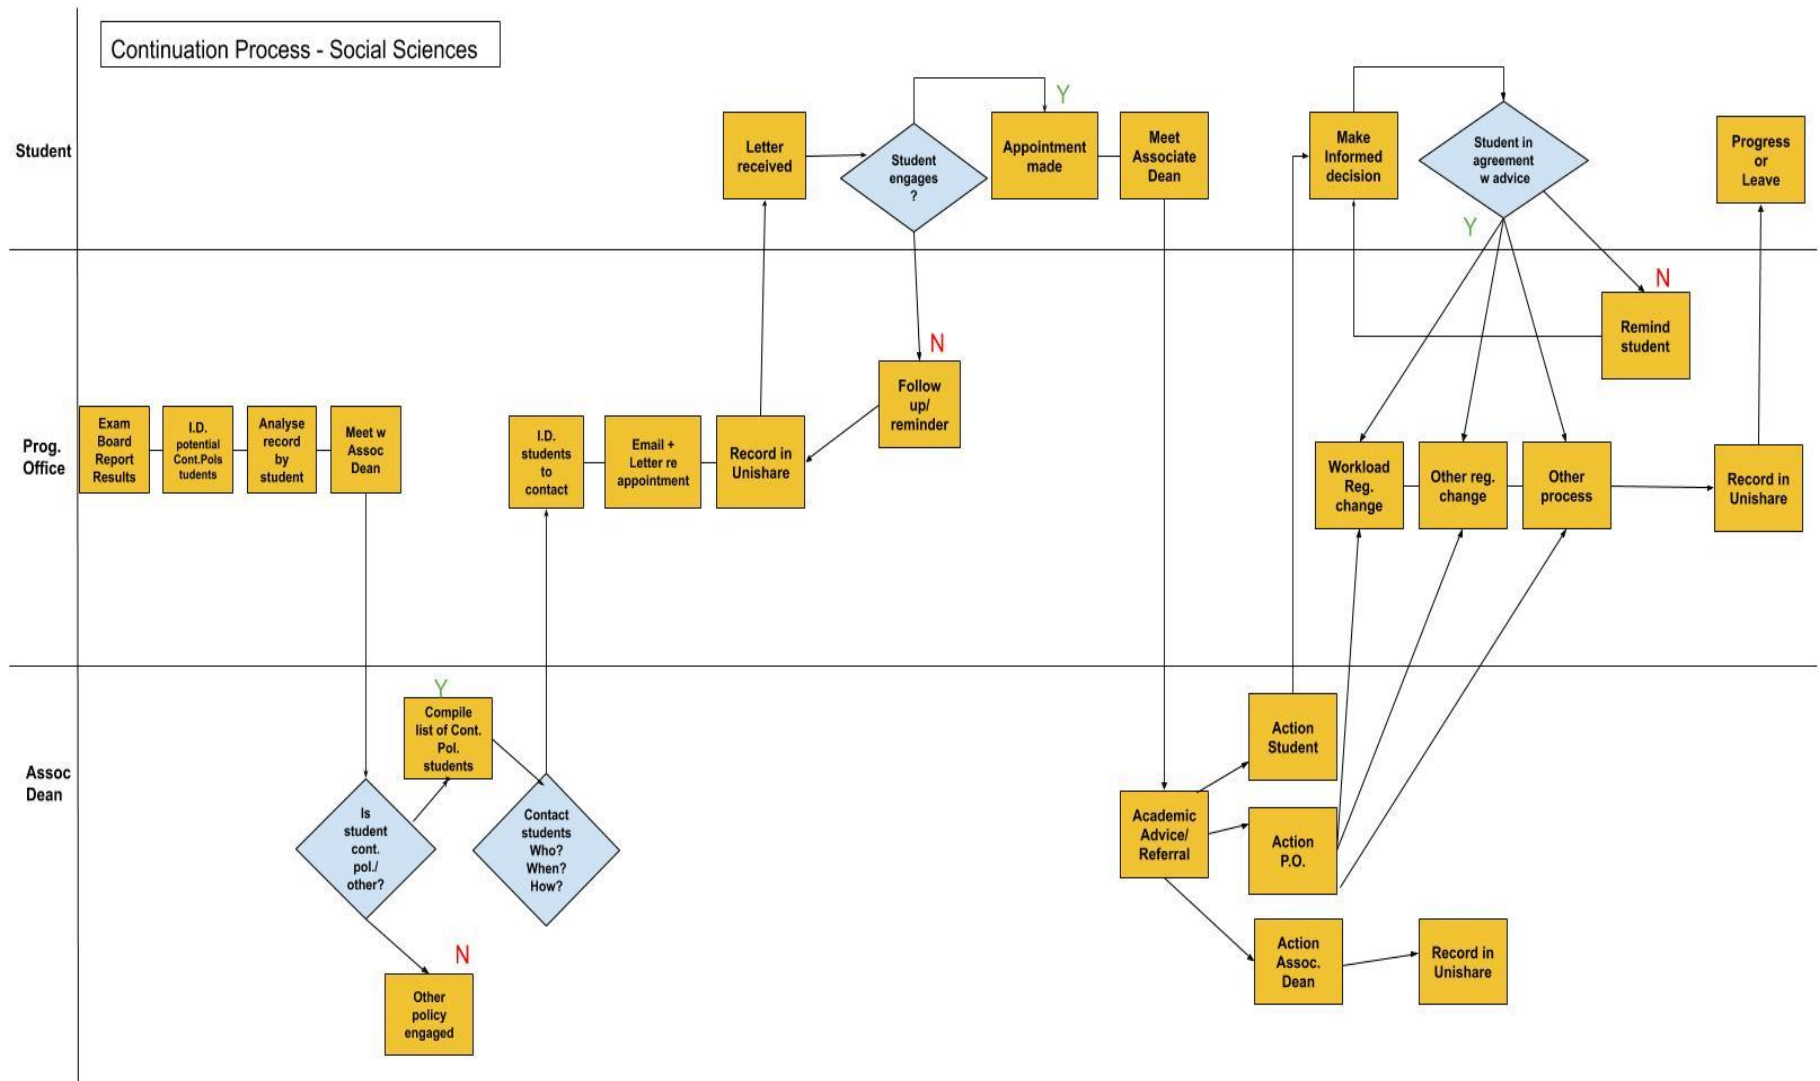 Continuation Process - Social Sciences
Student
Letter
received
Student
engages
?
Y
Appointment
made
Meet
Associate
Dean
Make
Informed
decision
Student in
agreement
w advice
Y
Progress
or
Leave
Prog.
Office
Exam
Board
Report
Results
I.D.
potential
Cont.Pols
tudents
Analyse
record
by
student
Meet w
Assoc
Dean
I.D.
students
to
contact
Email +
Letter re
appointment
Record in
Unishare
N
Follow
up/
reminder
N
Remind
student
Workload
Reg.
change
Other reg.
change
Other
process
Record in
Unishare
Assoc
Dean
Is
student
cont.
pol./
other?
Y
Compile
list of Cont.
Pol.
students
N
Other
policy
engaged
Contact
students
Who?
When?
How?
Academic
Advice/
Referral
Action
Student
Action
P.O.
Action
Assoc.
Dean
Record in
Unishare